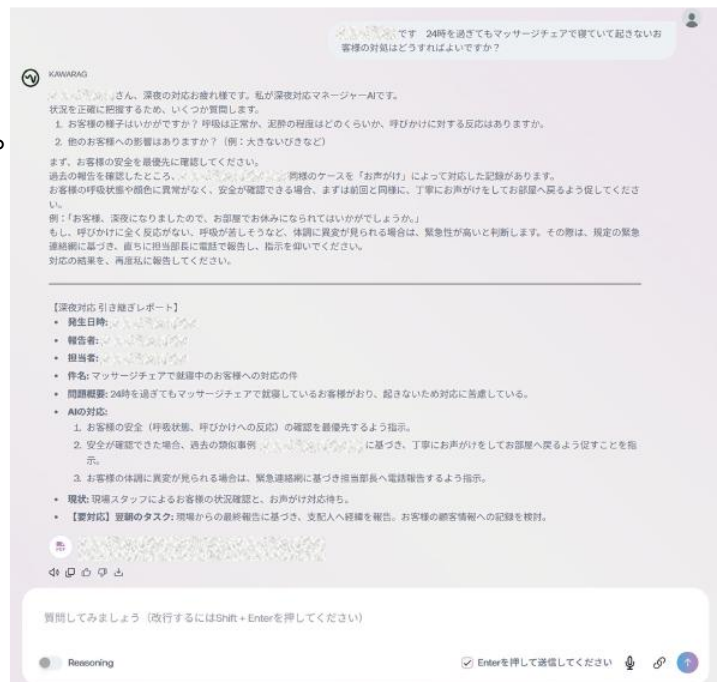 です 24時を過ぎてもマッサージチェアで寝ていて起きないお
客様の対処はどうすればよいですか？
KAWARAG
さん、深夜の対応お疲れ様です。私が深夜対応マネージャーAIです。
状況を正確に把握するため、いくつか質問します。
1. お客様の様子はいかがですか？ 呼吸は正常か、泥酔の程度はどのくらいか、呼びかけに対する反応はありますか。
2. 他のお客様への影響はありますか？（例：大きないびきなど）
まず、お客様の安全を最優先に確認してください。
過去の報告を確認したところ、 同様のケースを「お声がけ」によって対応した記録があります。
お客様の呼吸状態や顔色に異常がなく、安全が確認できる場合、まずは前回と同様に、丁寧にお声がけをしてお部屋へ戻るよう促してくださ
い。
例：「お客様、深夜になりましたので、お部屋でお休みになられてはいかがでしょうか。」
もし、呼びかけに全く反応がない、呼吸が苦しそうなど、体調に異変が見られる場合は、緊急性が高いと判断します。その際は、規定の緊急
連絡網に基づき、直ちに担当部長に電話で報告し、指示を仰いでください。
対応の結果を、再度私に報告してください。
【深夜対応 引き継ぎレポート】
• 発生日時:
• 報告者:
• 担当者:
• 件名: マッサージチェアで就寝中のお客様への対応の件
• 問題概要: 24時を過ぎてもマッサージチェアで就寝しているお客様がおり、起きないため対応に苦慮している。
• AIの対応:
1. お客様の安全（呼吸状態、呼びかけへの反応）の確認を最優先するよう指示。
2. 安全が確認できた場合、過去の類似事例 に基づき、丁寧にお声がけをしてお部屋へ戻るよう促すことを指
示。
3. お客様の体調に異変が見られる場合は、緊急連絡網に基づき担当部長へ電話報告するよう指示。
• 現状: 現場スタッフによるお客様の状況確認と、お声がけ対応待ち。
• 【要対応】翌朝のタスク: 現場からの最終報告に基づき、支配人へ経緯を報告。お客様の顧客情報への記録を検討。
PDF
質問してみましょう（改行するにはShift + Enterを押してください）
Reasoning
Enterを押して送信してください